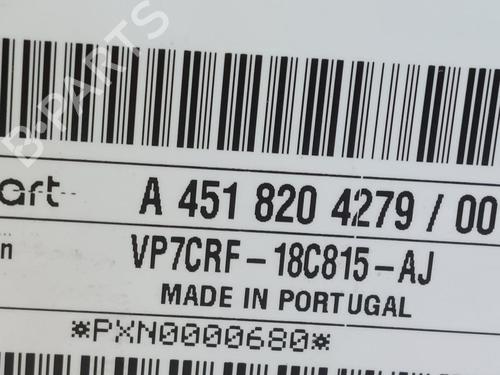 B-PARTS
art A 451 820 4279 / 00
n VP7CRF-18C815-AJ
MADE IN PORTUGAL
*PXN0000680*